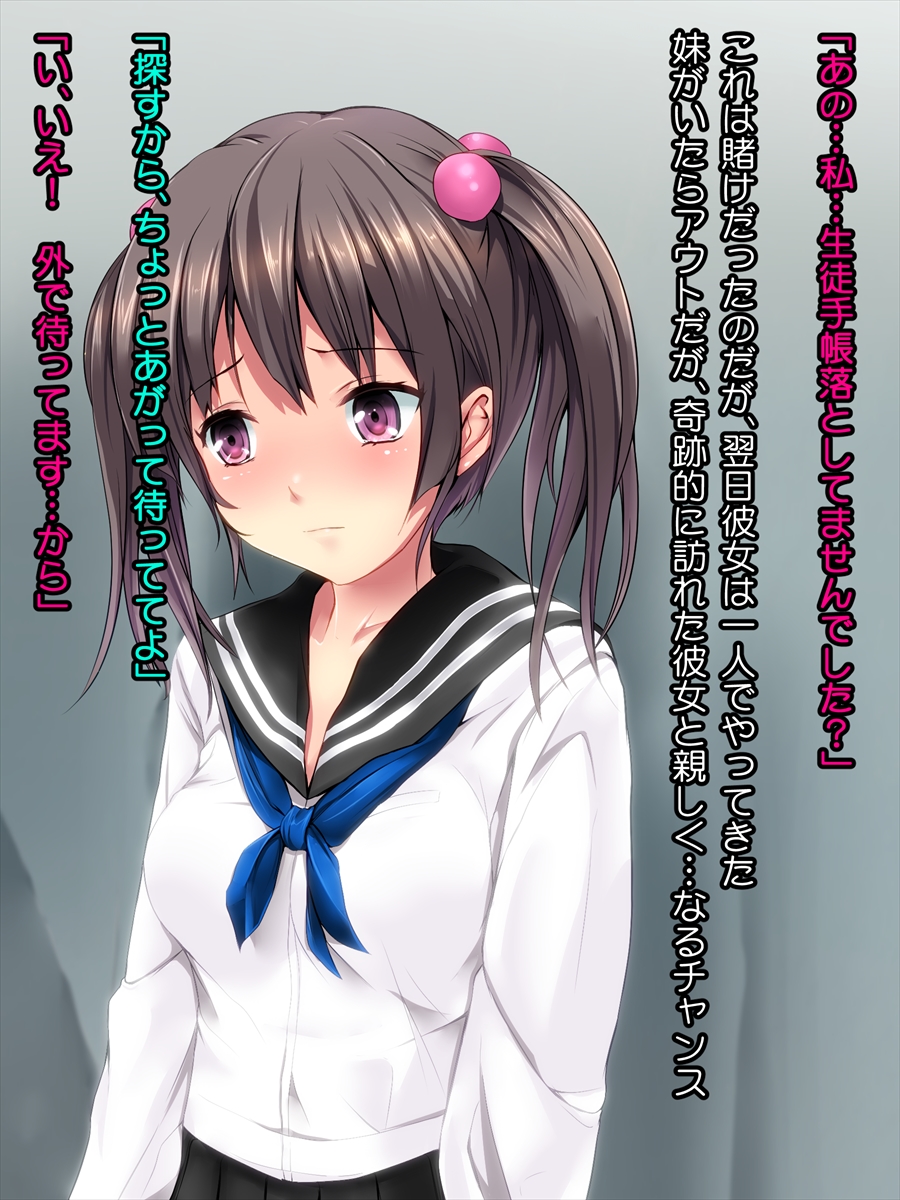 「あの…私…生徒手帳落としてませんでした?」
これは賭けだったのだが、翌日彼女は一人でやってきた
妹がいたらアウトだが、奇跡的に訪れた彼女と親しく…なるチャンス
「探すから、ちょっとあがって待っててよ」
「い、いえ! 外で待ってます…から」